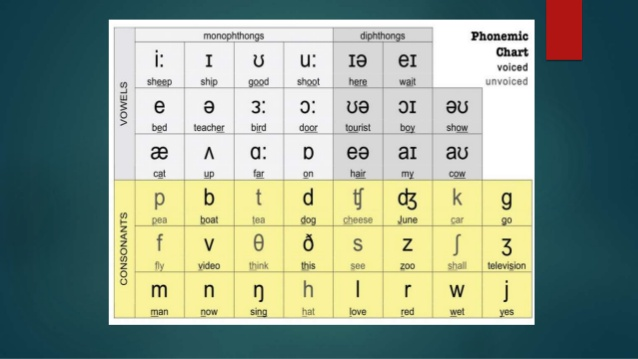 monophthongs diphthongs Phonemic
Chart
voiced
unvoiced
VOWELS
iː ɪ ʊ uː ɪə eɪ
sheep ship good shoot here wait
e ə ɜː ɔː ʊə ɔɪ əʊ
bed teacher bird door tourist boy show
æ ʌ ɑː ɒ eə aɪ aʊ
cat up far on hair my cow
CONSONANTS
p b t d ʧ ʤ k g
pea boat tea dog cheese June car go
f v θ ð s z ʃ ʒ
fly video think this see zoo shall television
m n ŋ h l r w j
man now sing hat love red wet yes